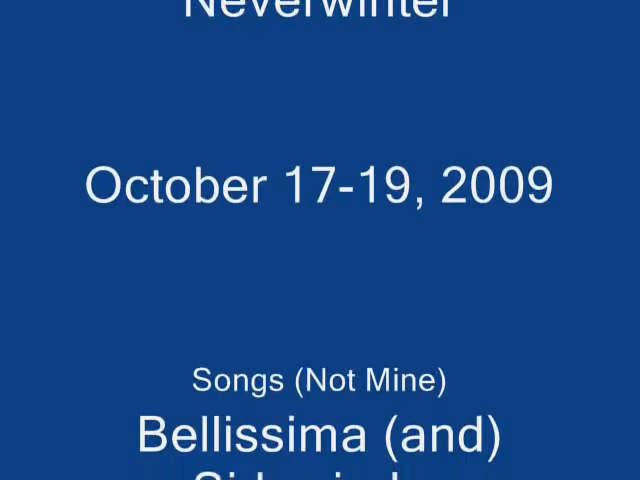 Neverwinter
October 17-19, 2009
Songs (Not Mine)
Bellissima (and)